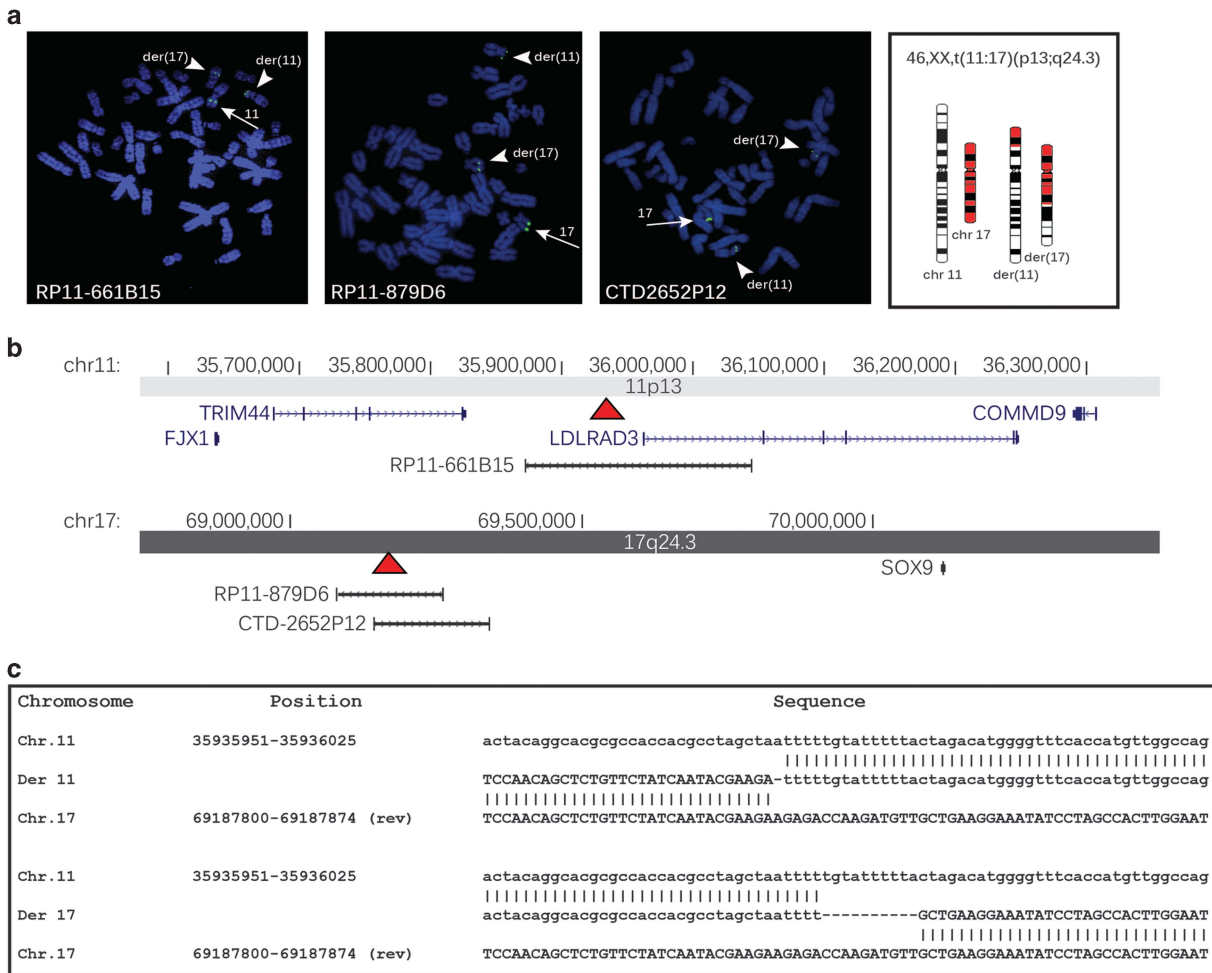 a
der(17)
der(11)
11
RP11-661B15
der(11)
der(17)
17
RP11-879D6
der(17)
17
der(11)
CTD2652P12
46,XX,t(11:17)(p13;q24.3)
chr 11
chr 17
der(11)
der(17)
b
chr11: 35,700,000 35,800,000 35,900,000 36,000,000 36,100,000 36,200,000 36,300,000
11p13
TRIM44 COMMD9
FJX1 LDLRAD3
RP11-661B15
chr17: 69,000,000 69,500,000 70,000,000
17q24.3
SOX9
RP11-879D6
CTD-2652P12
c
Chromosome Position Sequence
Chr.11 35935951-35936025 actacaggcacgcgccaccacgcctagctaatttttgtatttttactagacatggggtttcaccatgttggccag
Der 11 TCCAACAGCTCTGTTCTATCAATACGAAGA-tttttgtatttttactagacatggggtttcaccatgttggccag
Chr.17 69187800-69187874 (rev) TCCAACAGCTCTGTTCTATCAATACGAAGAAGAGACCAAGATGTTGCTGAAGGAAATATCCTAGCCACTTGGAAT
Chr.11 35935951-35936025 actacaggcacgcgccaccacgcctagctaatttttgtatttttactagacatggggtttcaccatgttggccag
Der 17 actacaggcacgcgccaccacgcctagctaatttt----------GCTGAAGGAAATATCCTAGCCACTTGGAAT
Chr.17 69187800-69187874 (rev) TCCAACAGCTCTGTTCTATCAATACGAAGAAGAGACCAAGATGTTGCTGAAGGAAATATCCTAGCCACTTGGAAT